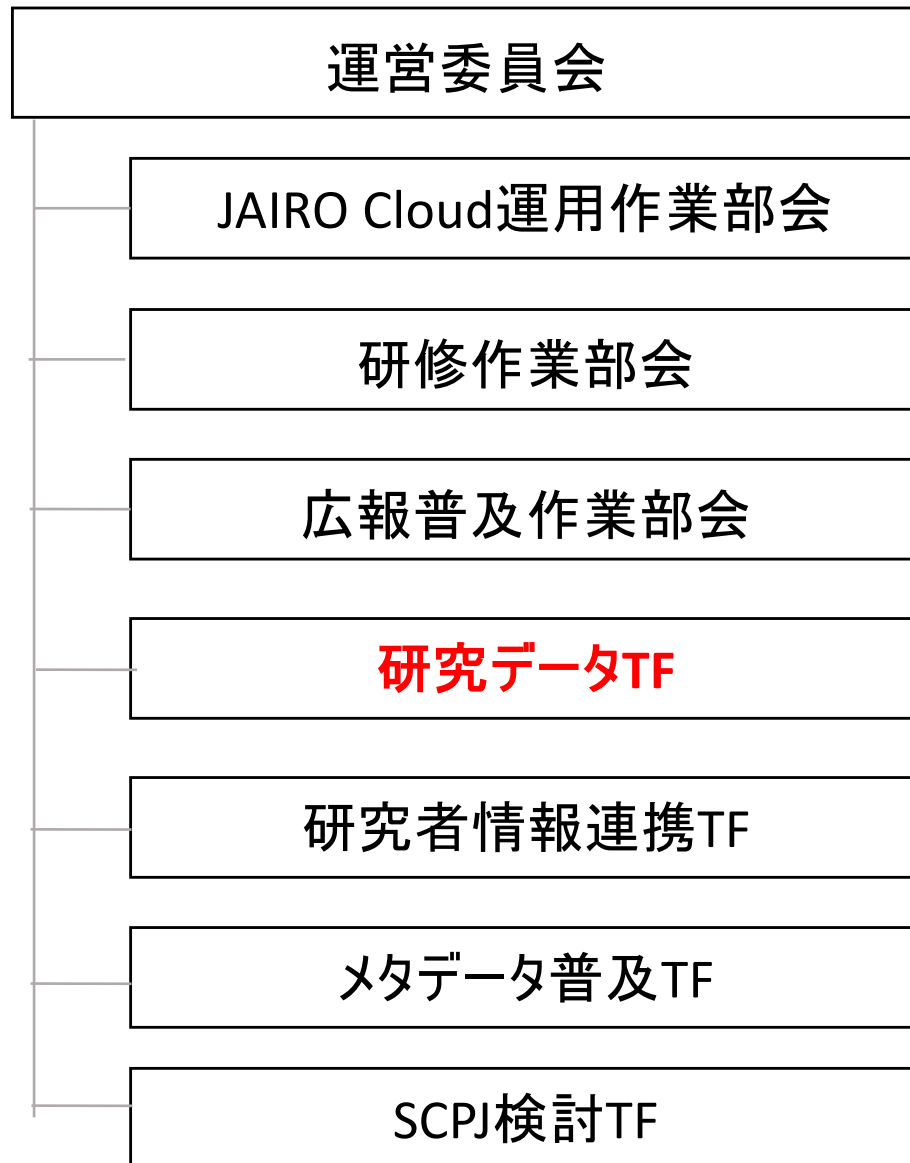 運営委員会
JAIRO Cloud運用作業部会
研修作業部会
広報普及作業部会
研究データTF
研究者情報連携TF
メタデータ普及TF
SCPJ検討TF